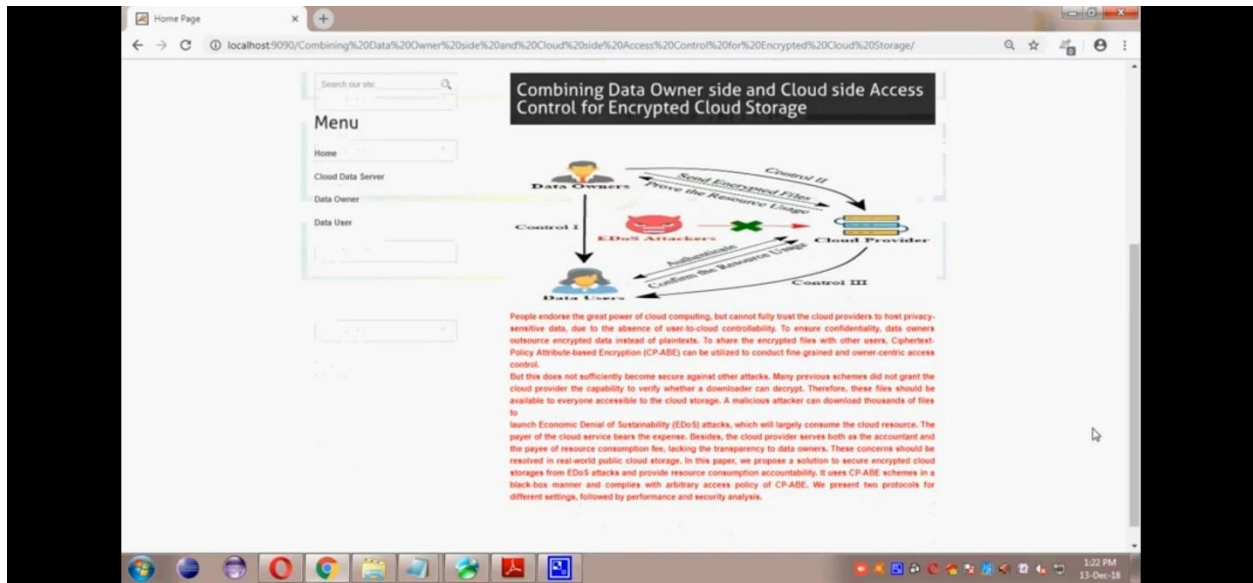 Home Page
localhost:9090/Combining%20Data%20Owner%20side%20and%20Cloud%20side%20Access%20Control%20for%20Encrypted%20Cloud%20Storage/
Search our site:
Menu
Home
Cloud Data Server
Data Owner
Data User
Combining Data Owner side and Cloud side Access
Control for Encrypted Cloud Storage
Control II
Send Encrypted Files
Prove the Resource Usage
Data Owners
Control I
EDoS Attackers
Cloud Provider
Authenticate
Confirm the Resource Usage
Control III
Data Users
People endorse the great power of cloud computing, but cannot fully trust the cloud providers to host privacy-
sensitive data, due to the absence of user-to-cloud controllability. To ensure confidentiality, data owners
outsource encrypted data instead of plaintexts. To share the encrypted files with other users, Ciphertext-
Policy Attribute-based Encryption (CP-ABE) can be utilized to conduct fine grained and owner-centric access
control.
But this does not sufficiently become secure against other attacks. Many previous schemes did not grant the
cloud provider the capability to verify whether a downloader can decrypt. Therefore, these files should be
available to everyone accessible to the cloud storage. A malicious attacker can download thousands of files
to
launch Economic Denial of Sustainability (EDoS) attacks, which will largely consume the cloud resource. The
payer of the cloud service bears the expense. Besides, the cloud provider serves both as the accountant and
the payee of resource consumption fee, lacking the transparency to data owners. These concerns should be
resolved in real-world public cloud storage. In this paper, we propose a solution to secure encrypted cloud
storages from EDoS attacks and provide resource consumption accountability. It uses CP-ABE schemes in a
black-box manner and complies with arbitrary access policy of CP-ABE. We present two protocols for
different settings, followed by performance and security analysis.
1:22 PM
13-Dec-18